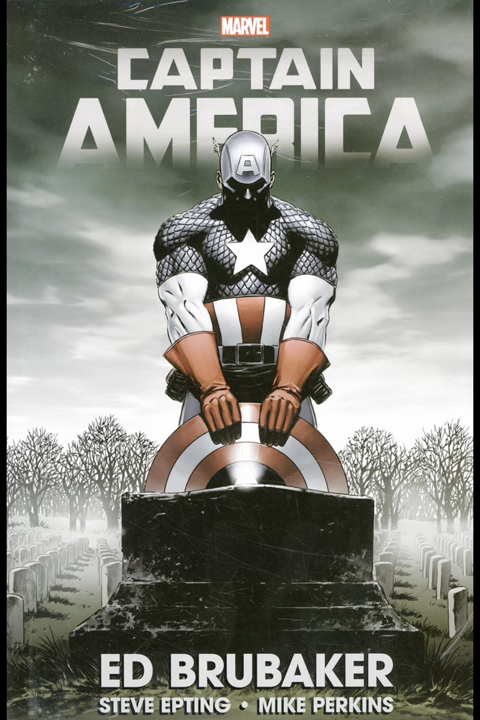 MARVEL
CAPTAIN
AMERICA
A
ED BRUBAKER
STEVE EPTING • MIKE PERKINS